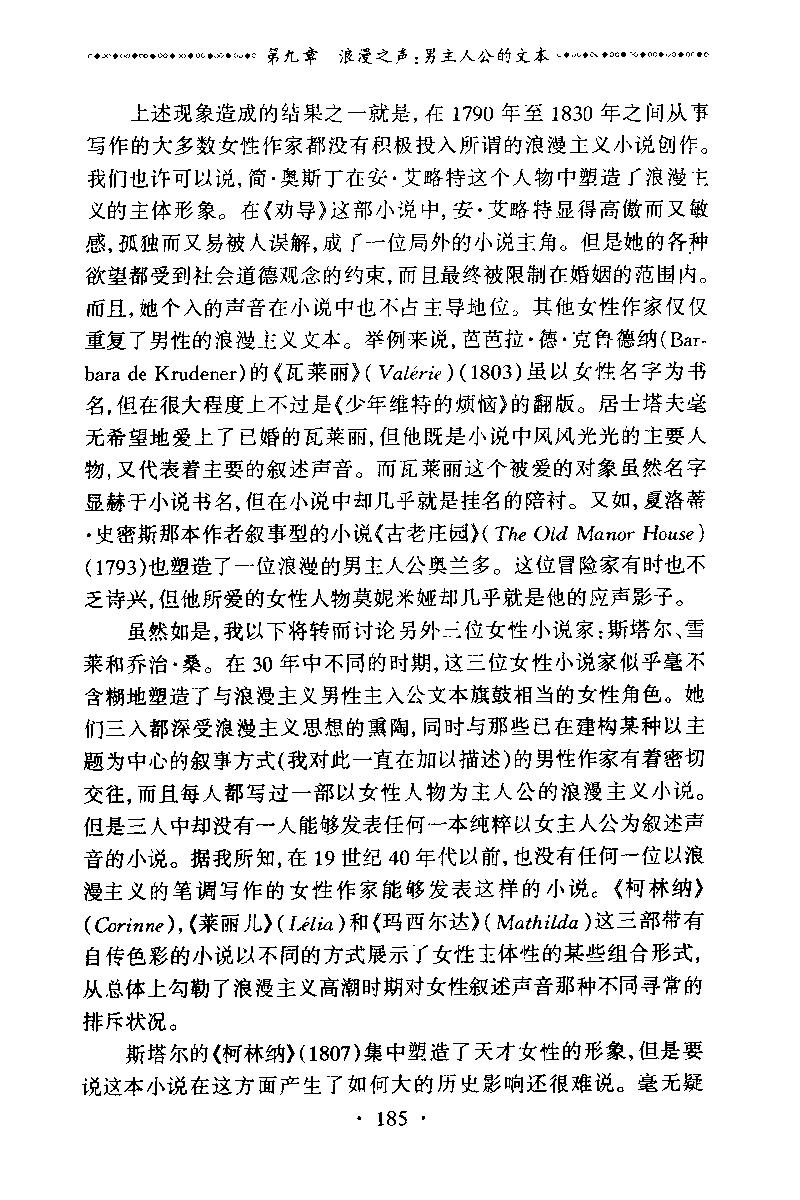 第九章 浪漫之声:男主人公的文本
上述现象造成的结果之一就是,在 1790 年至 1830 年之间从事
写作的大多数女性作家都没有积极投入所谓的浪漫主义小说创作。
我们也许可以说,简·奥斯丁在安·艾略特这个人物中塑造了浪漫主
义的主体形象。在《劝导》这部小说中,安·艾略特显得高傲而又敏
感,孤独而又易被人误解,成了一位局外的小说主角。但是她的各种
欲望都受到社会道德观念的约束,而且最终被限制在婚姻的范围内。
而且,她个人的声音在小说中也不占主导地位。其他女性作家仅仅
重复了男性的浪漫主义文本。举例来说,芭芭拉·德·克鲁德纳(Bar-
bara de Krudener)的《瓦莱丽》(Valérie)(1803)虽以女性名字为书
名,但在很大程度上不过是《少年维特的烦恼》的翻版。居士塔夫毫
无希望地爱上了已婚的瓦莱丽,但他既是小说中风风光光的主要人
物,又代表着主要的叙述声音。而瓦莱丽这个被爱的对象虽然名字
显赫于小说书名,但在小说中却几乎就是挂名的陪衬。又如,夏洛蒂
·史密斯那本作者叙事型的小说《古老庄园》(The Old Manor House)
(1793)也塑造了一位浪漫的男主人公奥兰多。这位冒险家有时也不
乏诗兴,但他所爱的女性人物莫妮米娅却几乎就是他的应声影子。
虽然如是,我以下将转而讨论另外三位女性小说家:斯塔尔、雪
莱和乔治·桑。在 30 年中不同的时期,这三位女性小说家似乎毫不
含糊地塑造了与浪漫主义男性主人公文本旗鼓相当的女性角色。她
们三人都深受浪漫主义思想的熏陶,同时与那些已在建构某种以主
题为中心的叙事方式(我对此一直在加以描述)的男性作家有着密切
交往,而且每人都写过一部以女性人物为主人公的浪漫主义小说。
但是三人中却没有一人能够发表任何一本纯粹以女主人公为叙述声
音的小说。据我所知,在 19 世纪 40 年代以前,也没有任何一位以浪
漫主义的笔调写作的女性作家能够发表这样的小说。《柯林纳》
(Corinne),《莱丽儿》(Lélia)和《玛西尔达》(Mathilda)这三部带有
自传色彩的小说以不同的方式展示了女性主体性的某些组合形式,
从总体上勾勒了浪漫主义高潮时期对女性叙述声音那种不同寻常的
排斥状况。
斯塔尔的《柯林纳》(1807)集中塑造了天才女性的形象,但是要
说这本小说在这方面产生了如何大的历史影响还很难说。毫无疑
· 185 ·